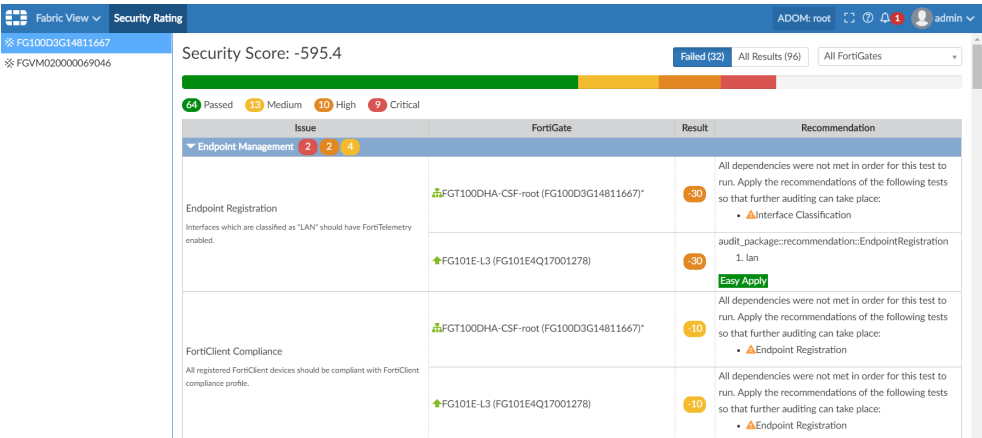 Fabric View Security Rating ADOM: root 1 admin
FG100D3G14811667
FGVM020000069046
Security Score: -595.4 Failed (32) All Results (96) All FortiGates
64 Passed 13 Medium 10 High 9 Critical
Issue FortiGate Result Recommendation
Endpoint Management 2 2 4
Endpoint Registration
Interfaces which are classified as "LAN" should have FortiTelemetry
enabled.
FGT100DHA-CSF-root (FG100D3G14811667)* -30
All dependencies were not met in order for this test to
run. Apply the recommendations of the following tests
so that further auditing can take place:
• Interface Classification
FG101E-L3 (FG101E4Q17001278) -30
audit_package::recommendation::EndpointRegistration
1. lan
Easy Apply
FortiClient Compliance
All registered FortiClient devices should be compliant with FortiClient
compliance profile.
FGT100DHA-CSF-root (FG100D3G14811667)* -10
All dependencies were not met in order for this test to
run. Apply the recommendations of the following tests
so that further auditing can take place:
• Endpoint Registration
FG101E-L3 (FG101E4Q17001278) -10
All dependencies were not met in order for this test to
run. Apply the recommendations of the following tests
so that further auditing can take place:
• Endpoint Registration